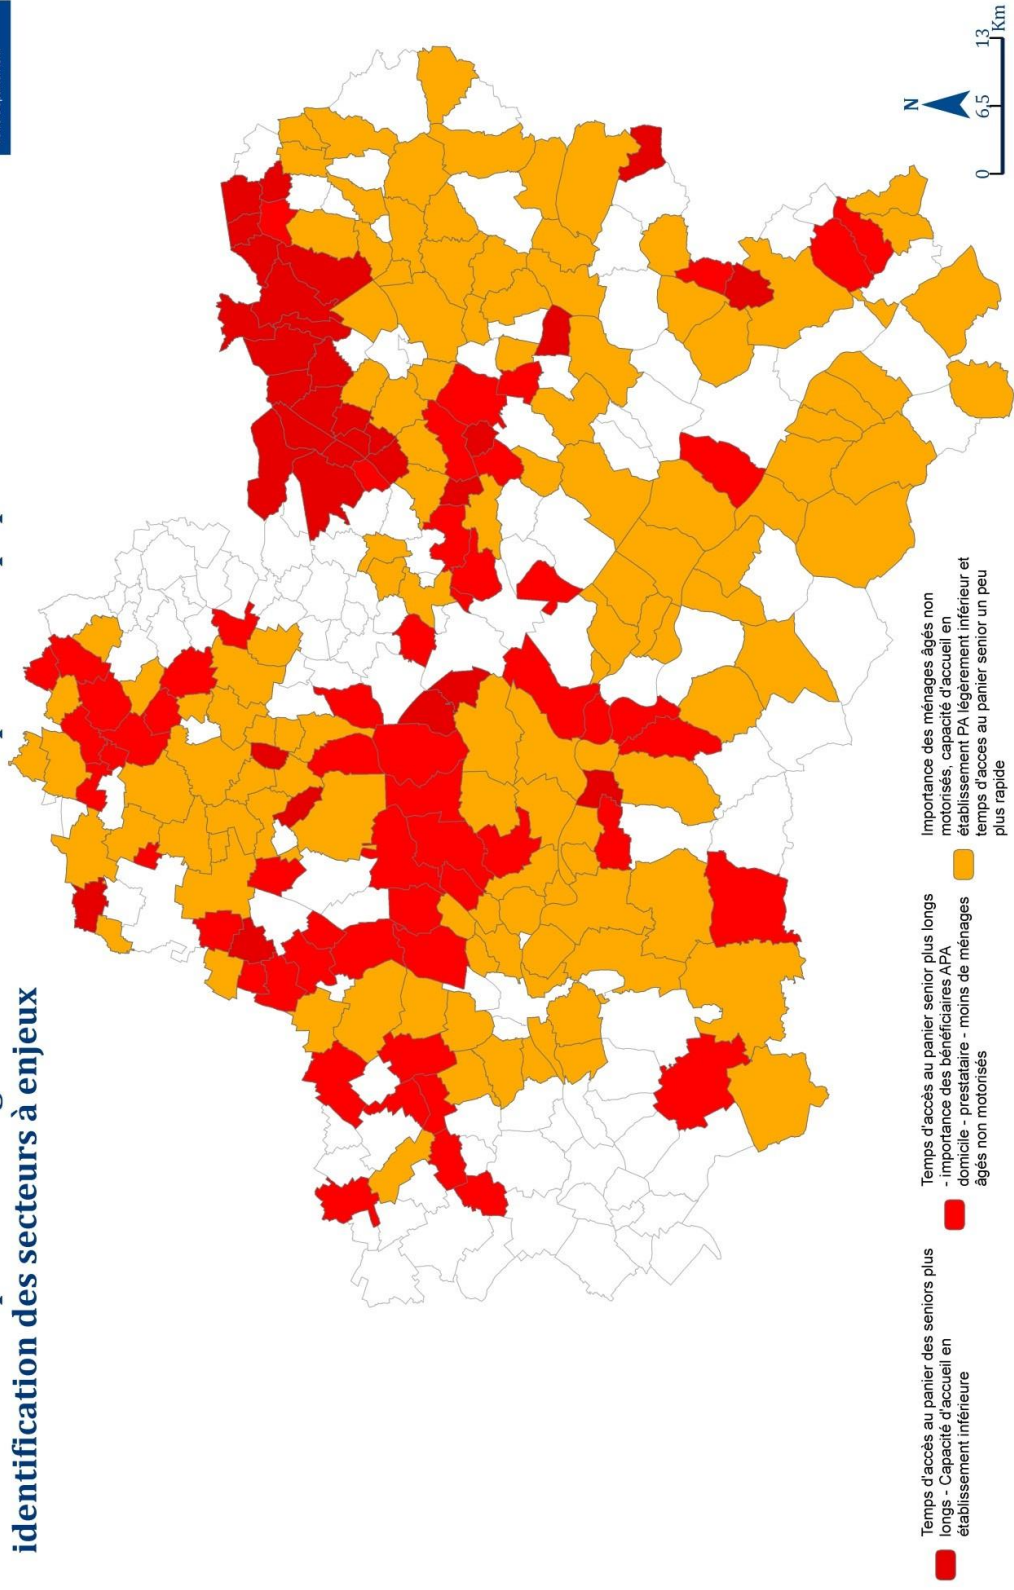 identification des secteurs à enjeux
N
0 6,5 13
Km
Temps d'accès au panier des seniors plus
longs - Capacité d'accueil en
établissement inférieure
Temps d'accès au panier senior plus longs
- importance des bénéficiaires APA
domicile - prestataire - moins de ménages
âgés non motorisés
Importance des ménages âgés non
motorisés, capacité d'accueil en
établissement PA légèrement inférieur et
temps d'acces au panier senior un peu
plus rapide